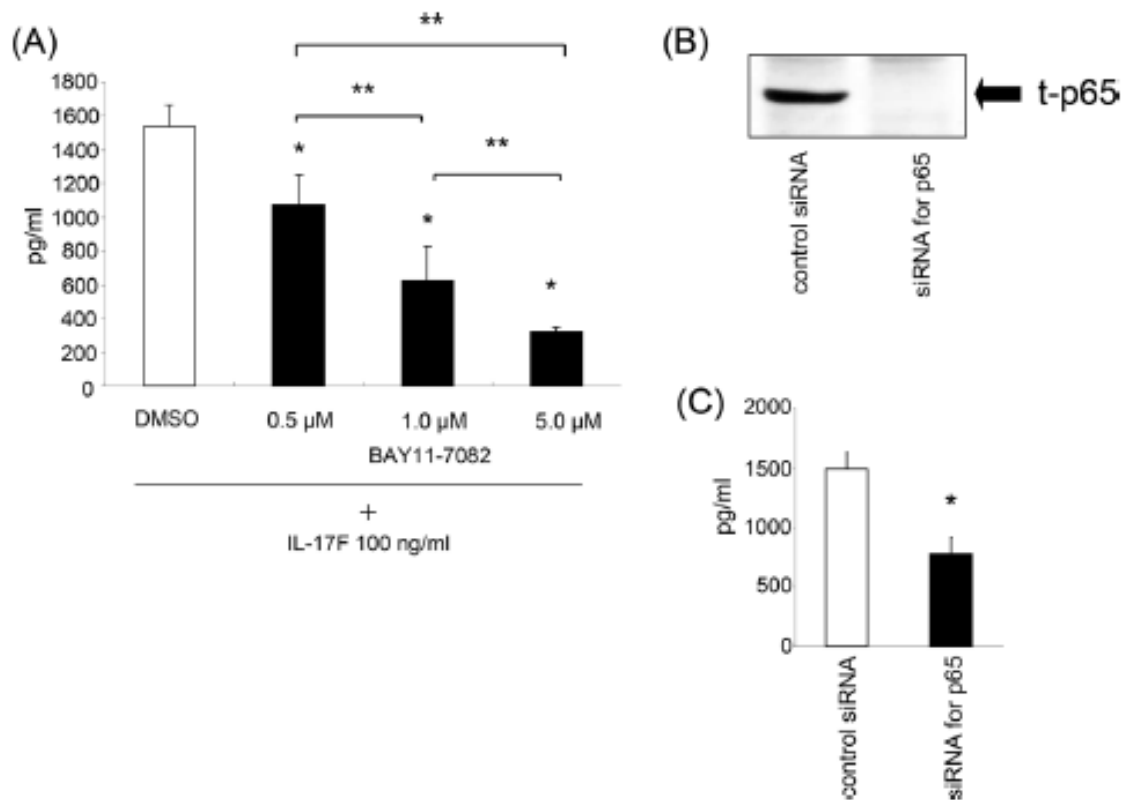 (A)
**
**
**
*
*
*
1800
1600
1400
1200
1000
800
600
400
200
0
pg/ml
DMSO
0.5 μM
1.0 μM
5.0 μM
BAY11-7082
+
IL-17F 100 ng/ml
(B)
t-p65
control siRNA
siRNA for p65
(C)
2000
1500
1000
500
0
pg/ml
*
control siRNA
siRNA for p65